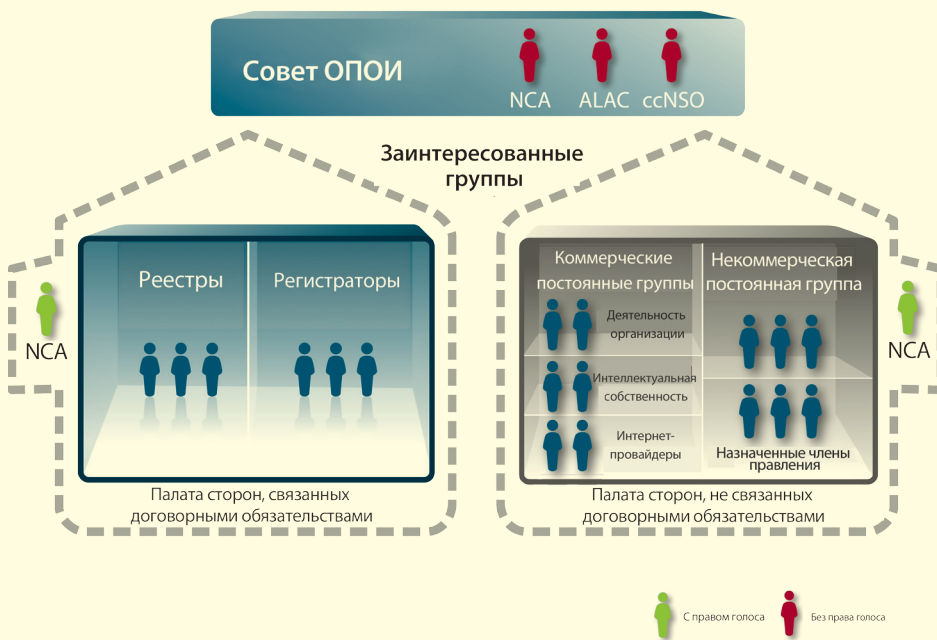 Совет ОПОИ
NCA
ALAC
ccNSO
Заинтересованные
группы
Реестры
Регистраторы
NCA
Палата сторон, связанных
договорными обязательствами
Коммерческие
постоянные группы
Некоммерческая
постоянная группа
Деятельность
организации
Интеллектуальная
собственность
Интернет-
провайдеры
Назначенные члены
правления
NCA
Палата сторон, не связанных
договорными обязательствами
С правом голоса
Без права голоса